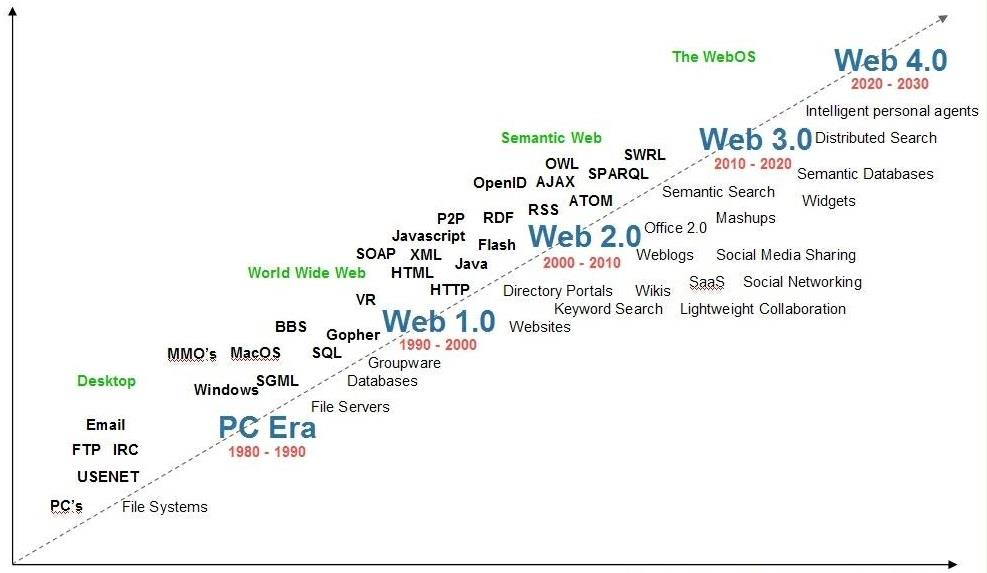 The WebOS
Web 4.0
2020 - 2030
Intelligent personal agents
Semantic Web
Web 3.0
Distributed Search
2010 - 2020
SWRL
OWL
SPARQL
Semantic Databases
OpenID
AJAX
Semantic Search
ATOM
Widgets
RSS
P2P
RDF
Mashups
Javascript
Web 2.0
Office 2.0
Flash
SOAP
XML
Weblogs
Social Media Sharing
2000 - 2010
Java
World Wide Web
HTML
SaaS
Social Networking
HTTP
Directory Portals
Wikis
VR
Keyword Search
Lightweight Collaboration
Web 1.0
BBS
Websites
Gopher
1990 - 2000
MMO's
MacOS
SQL
Groupware
Desktop
SGML
Databases
Windows
File Servers
Email
PC Era
FTP
IRC
1980 - 1990
USENET
PC's
File Systems